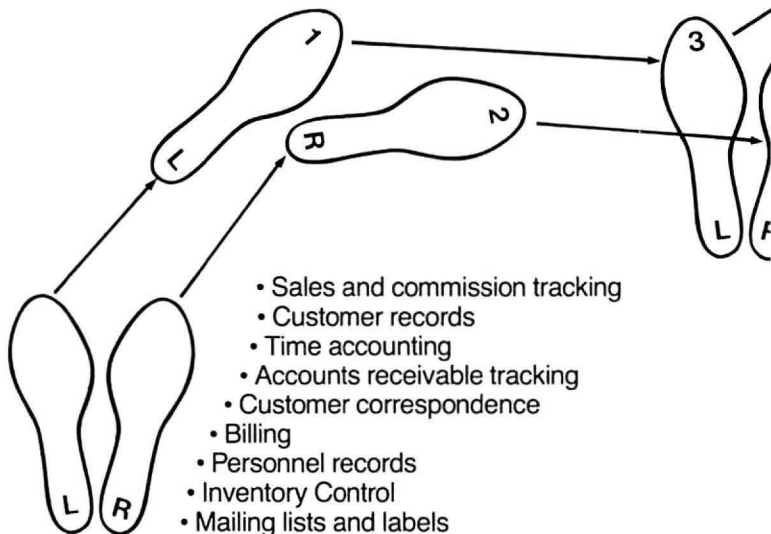 1
3
2
L
R
L
R
• Sales and commission tracking
• Customer records
• Time accounting
• Accounts receivable tracking
• Customer correspondence
• Billing
• Personnel records
• Inventory Control
• Mailing lists and labels
L
R